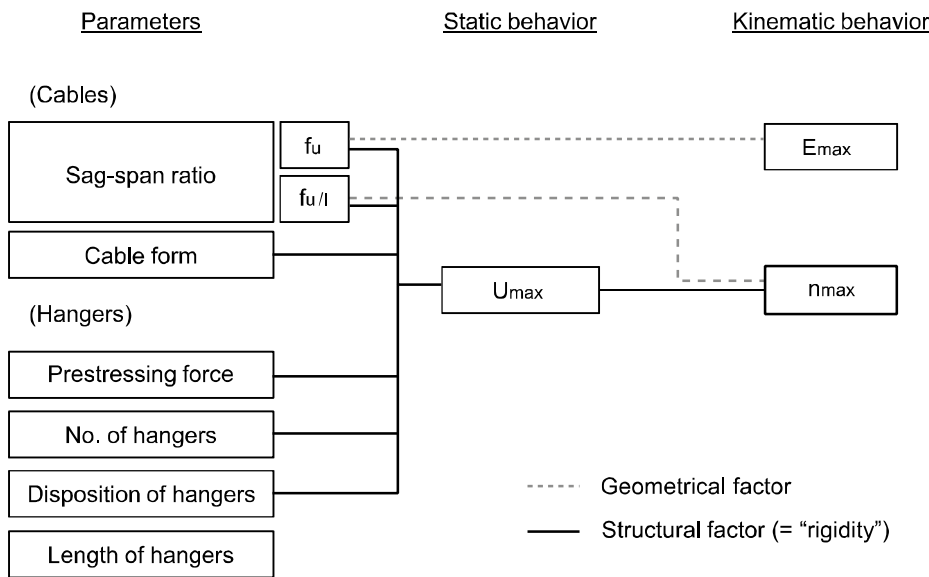 Parameters
Static behavior
Kinematic behavior
(Cables)
Sag-span ratio
fu
fu/l
Emax
Cable form
Umax
nmax
(Hangers)
Prestressing force
No. of hangers
Disposition of hangers
Length of hangers
Geometrical factor
Structural factor (= “rigidity”)